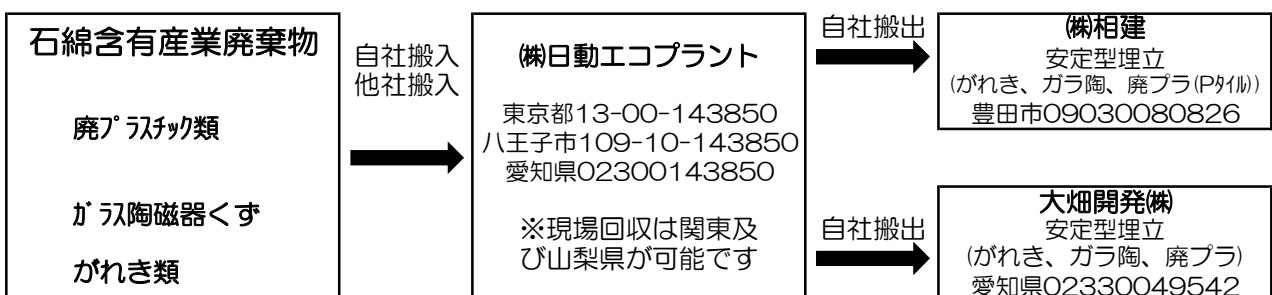 石綿含有産業廃棄物
廃プラスチック類
ガラス陶磁器くず
がれき類
自社搬入
他社搬入
㈱日動エコプラント
東京都13-00-143850
八王子市109-10-143850
愛知県02300143850
※現場回収は関東及
び山梨県が可能です
自社搬出
㈱相建
安定型埋立
(がれき、ガラ陶、廃プラ(Pタイル))
豊田市09030080826
自社搬出
大畑開発㈱
安定型埋立
(がれき、ガラ陶、廃プラ)
愛知県02330049542